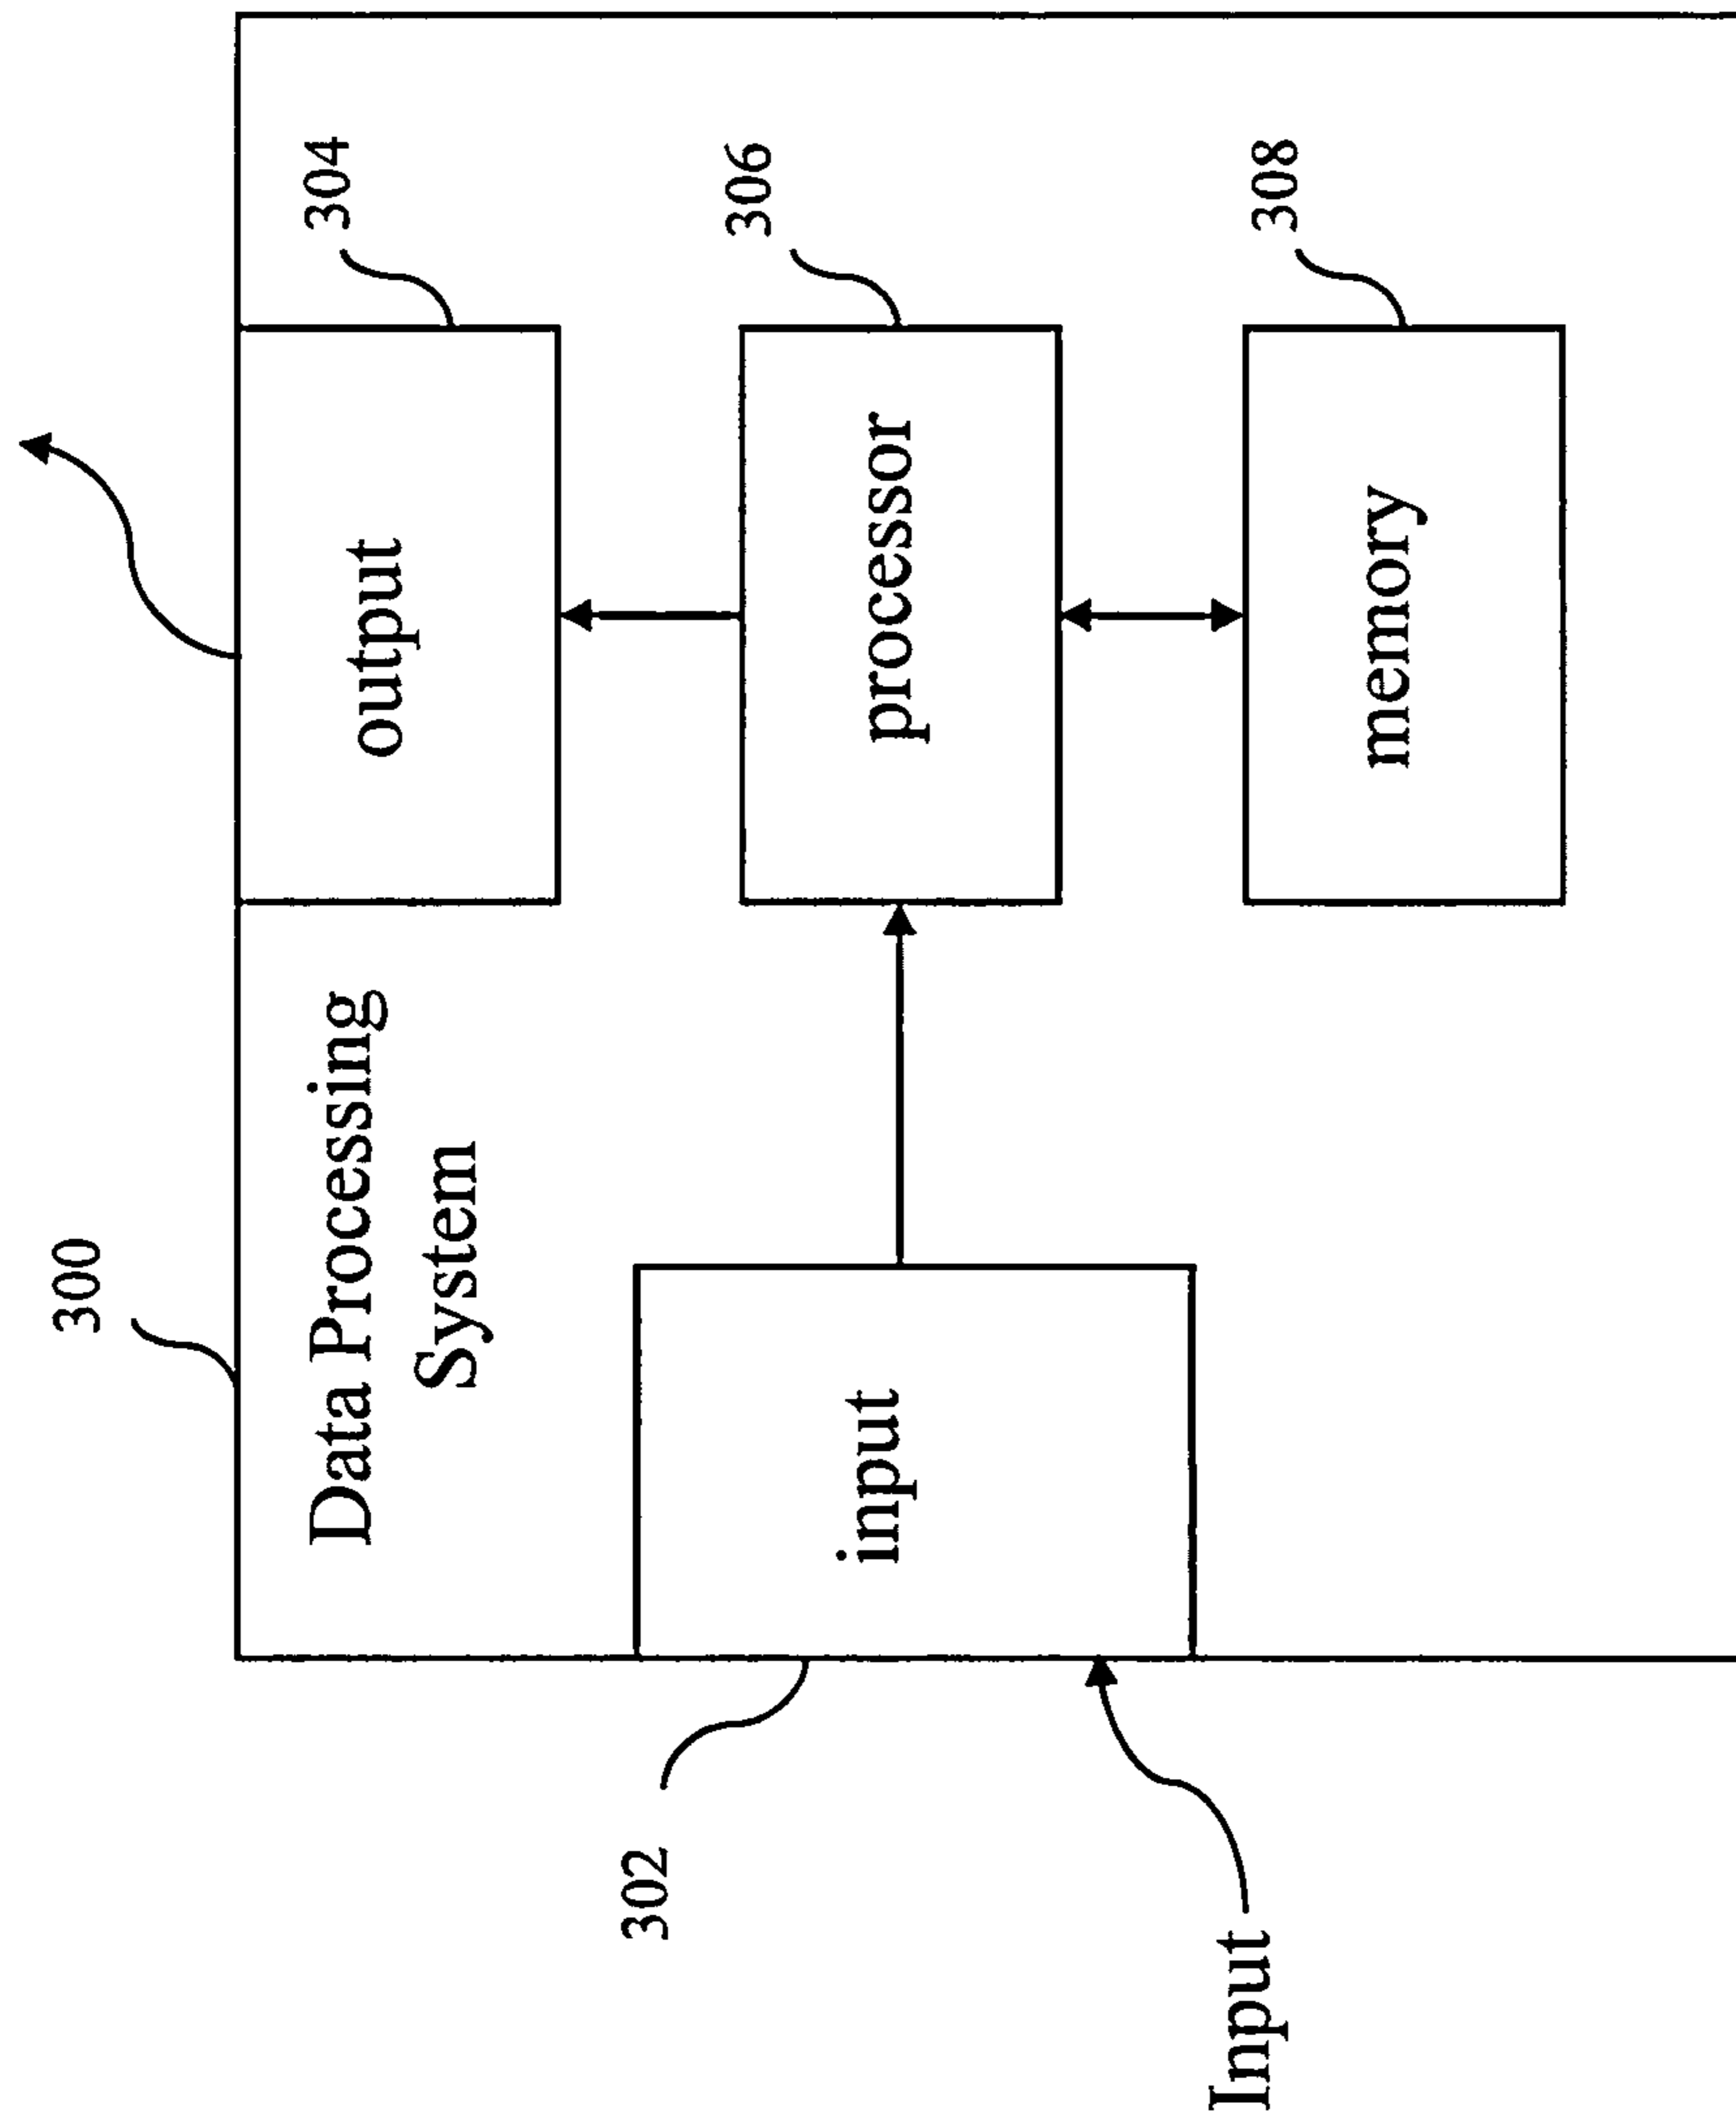 300
Data Processing
System
304
output
302
input
306
processor
Input
308
memory